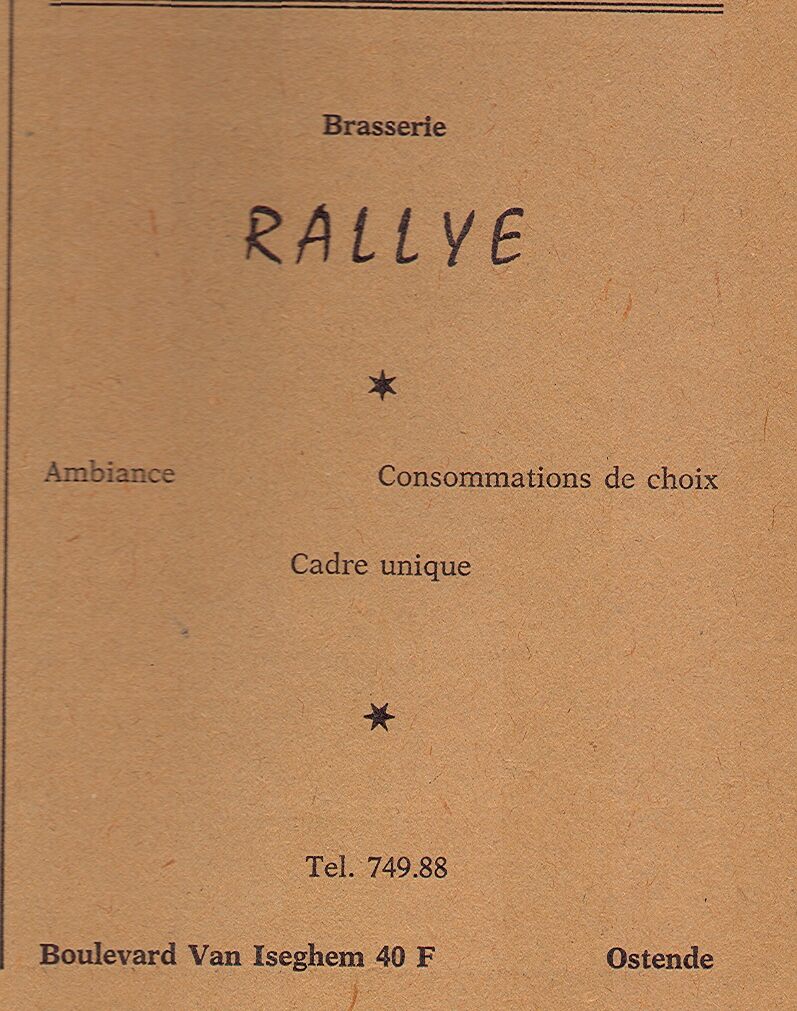 Brasserie
RALLYE
Ambiance Consommations de choix
Cadre unique
Tel. 749.88
Boulevard Van Iseghem 40 F Ostende